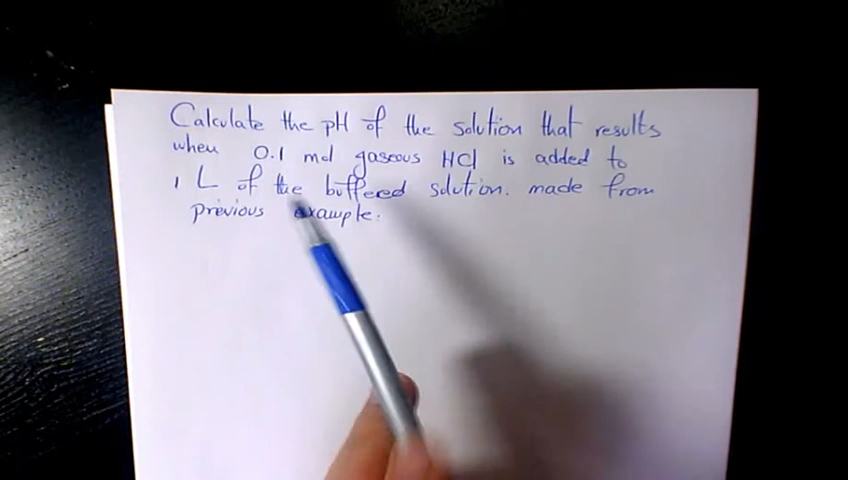 Calculate the pH of the solution that results
when 0.1 mol gaseous HCl is added to
1 L of the buffered solution. made from
previous example.